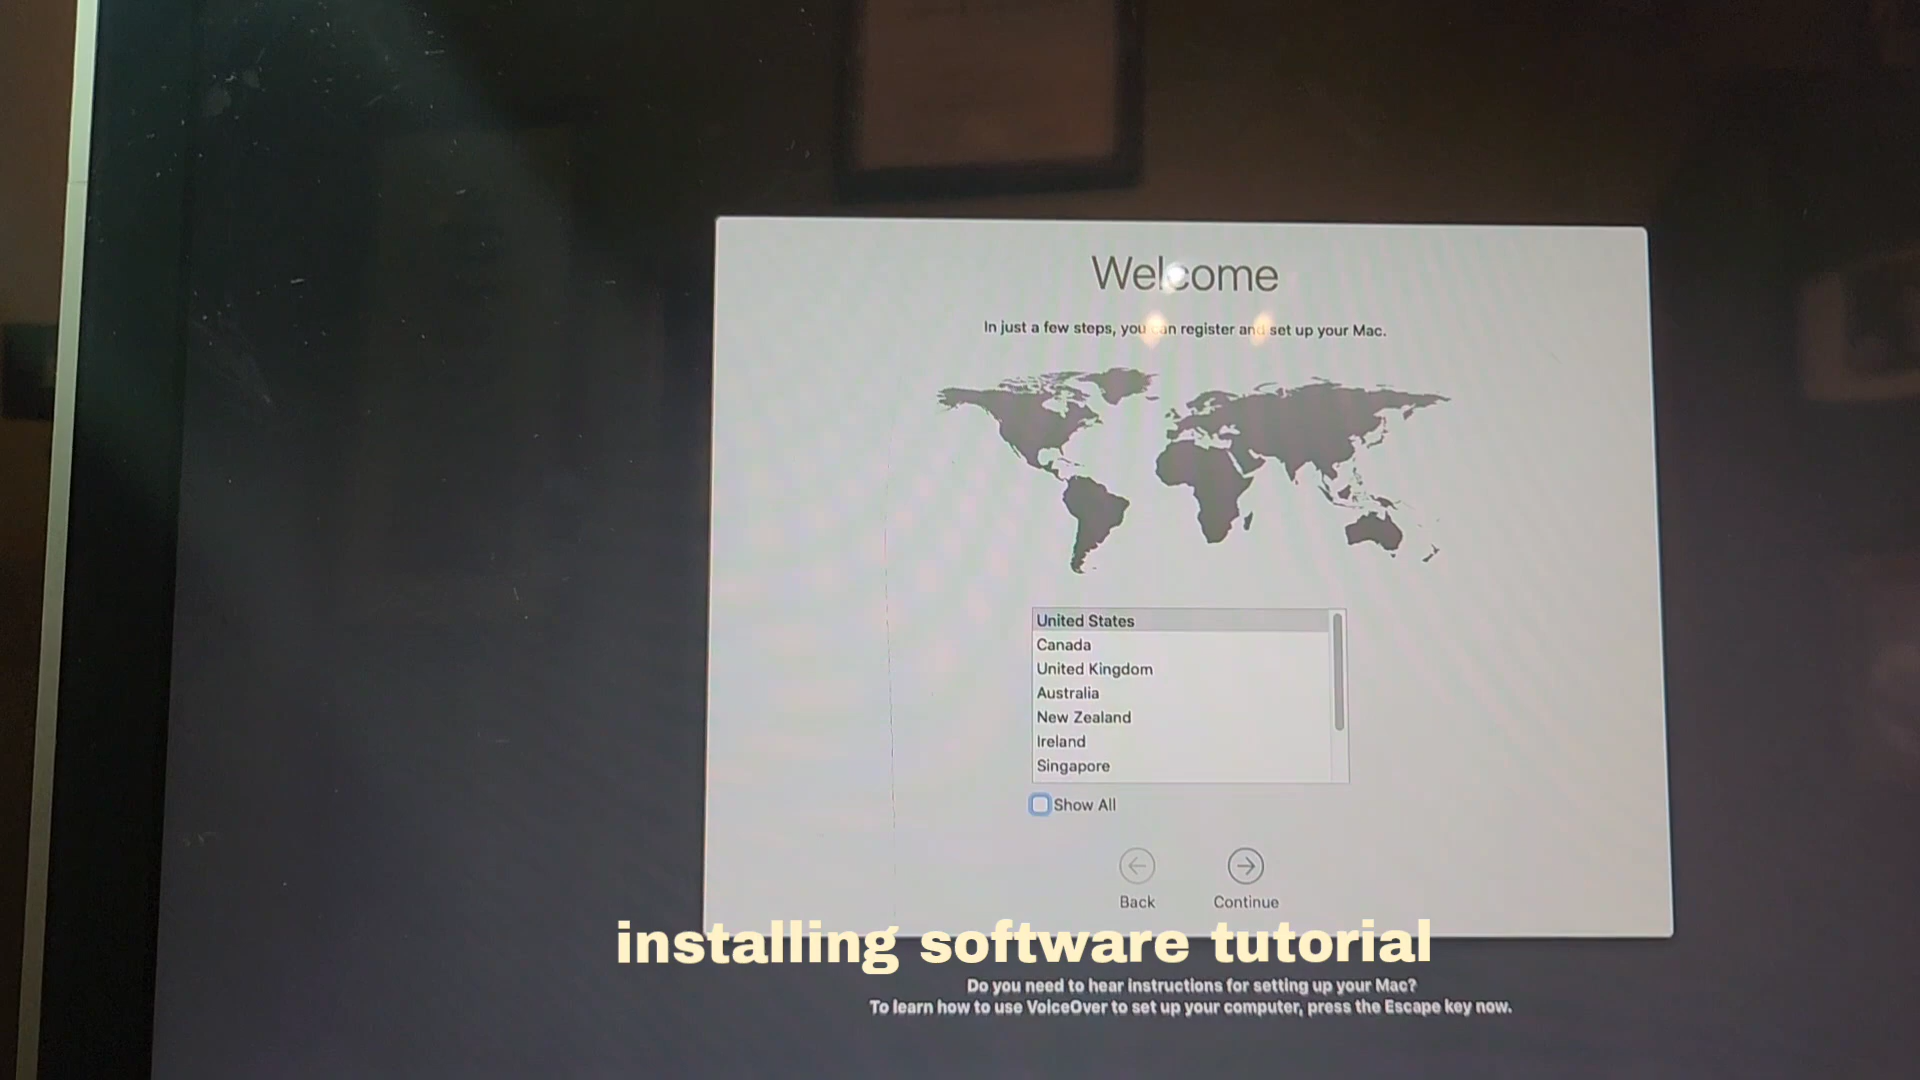 Welcome
In just a few steps, you can register and set up your Mac.
United States
Canada
United Kingdom
Australia
New Zealand
Ireland
Singapore
Show All
Back
Continue
installing software tutorial
Do you need to hear instructions for setting up your Mac?
To learn how to use VoiceOver to set up your computer, press the Escape key now.